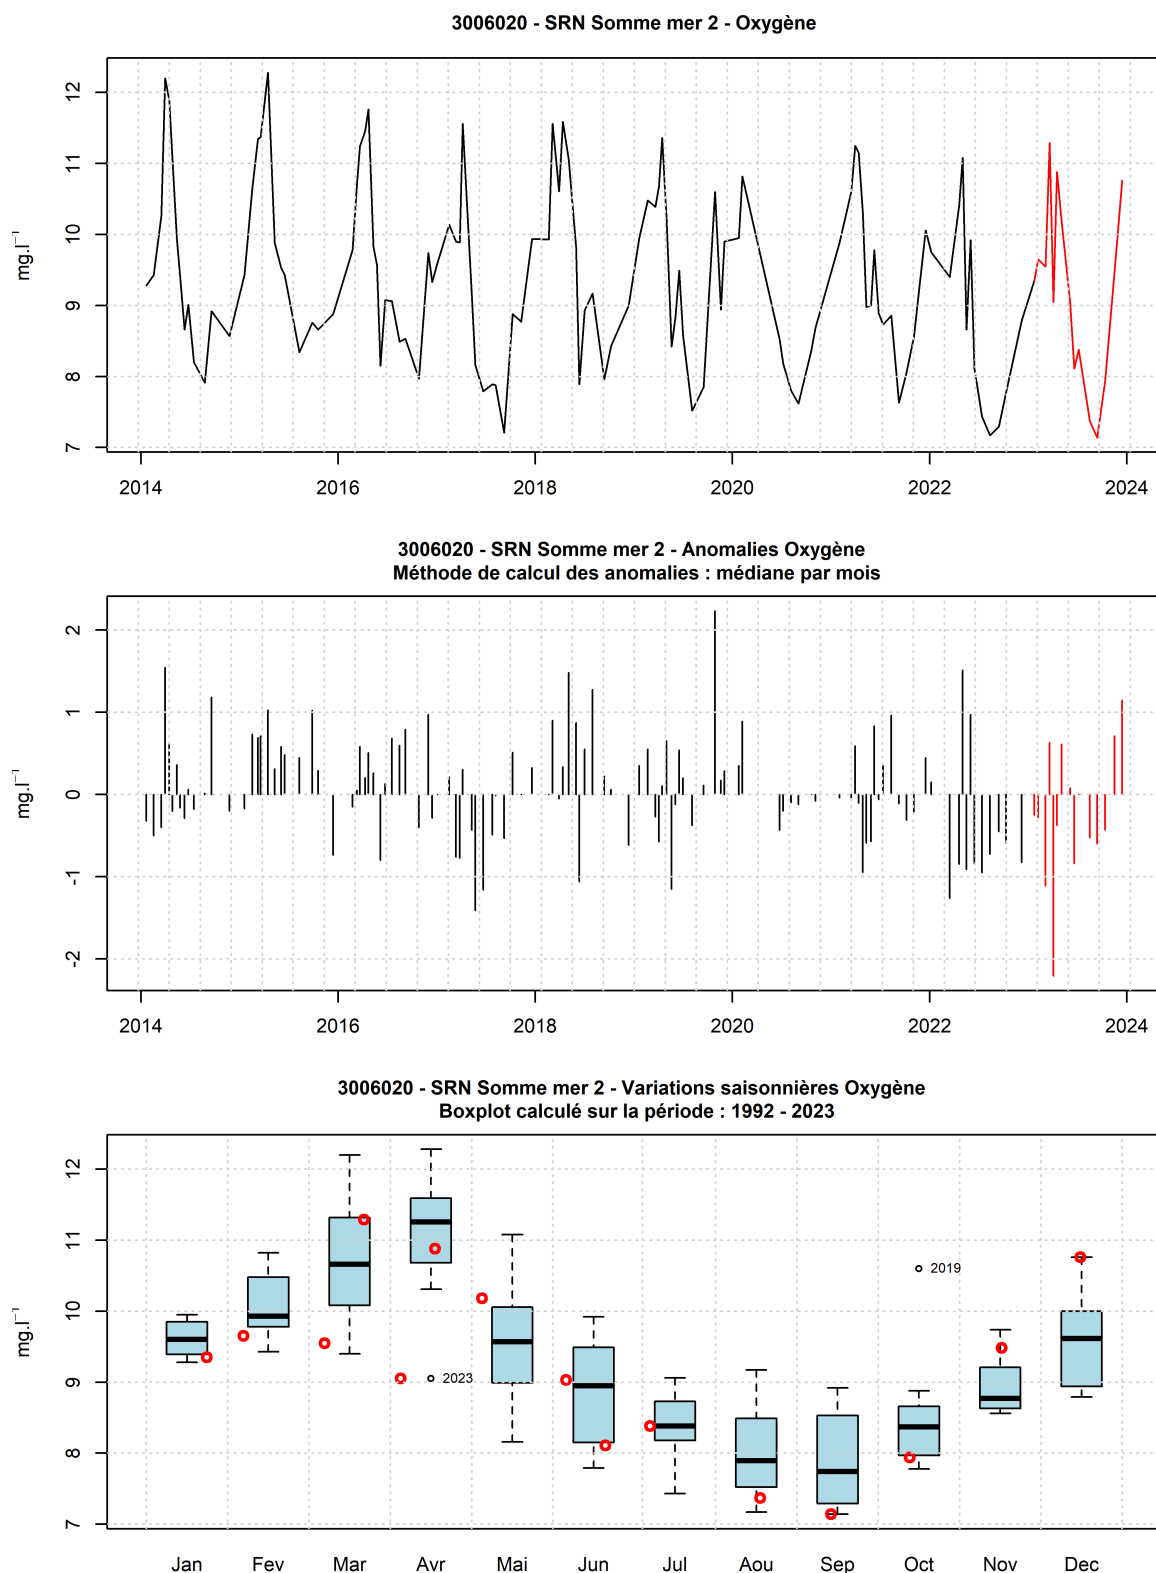 3006020 - SRN Somme mer 2 - Oxygène
12
11
10
9
8
7
mg.l⁻¹
2014 2016 2018 2020 2022 2024
3006020 - SRN Somme mer 2 - Anomalies Oxygène
Méthode de calcul des anomalies : médiane par mois
2
1
0
-1
-2
mg.l⁻¹
2014 2016 2018 2020 2022 2024
3006020 - SRN Somme mer 2 - Variations saisonnières Oxygène
Boxplot calculé sur la période : 1992 - 2023
12
11
10
9
8
7
mg.l⁻¹
2019
2023
Jan Fev Mar Avr Mai Jun Jul Aou Sep Oct Nov Dec